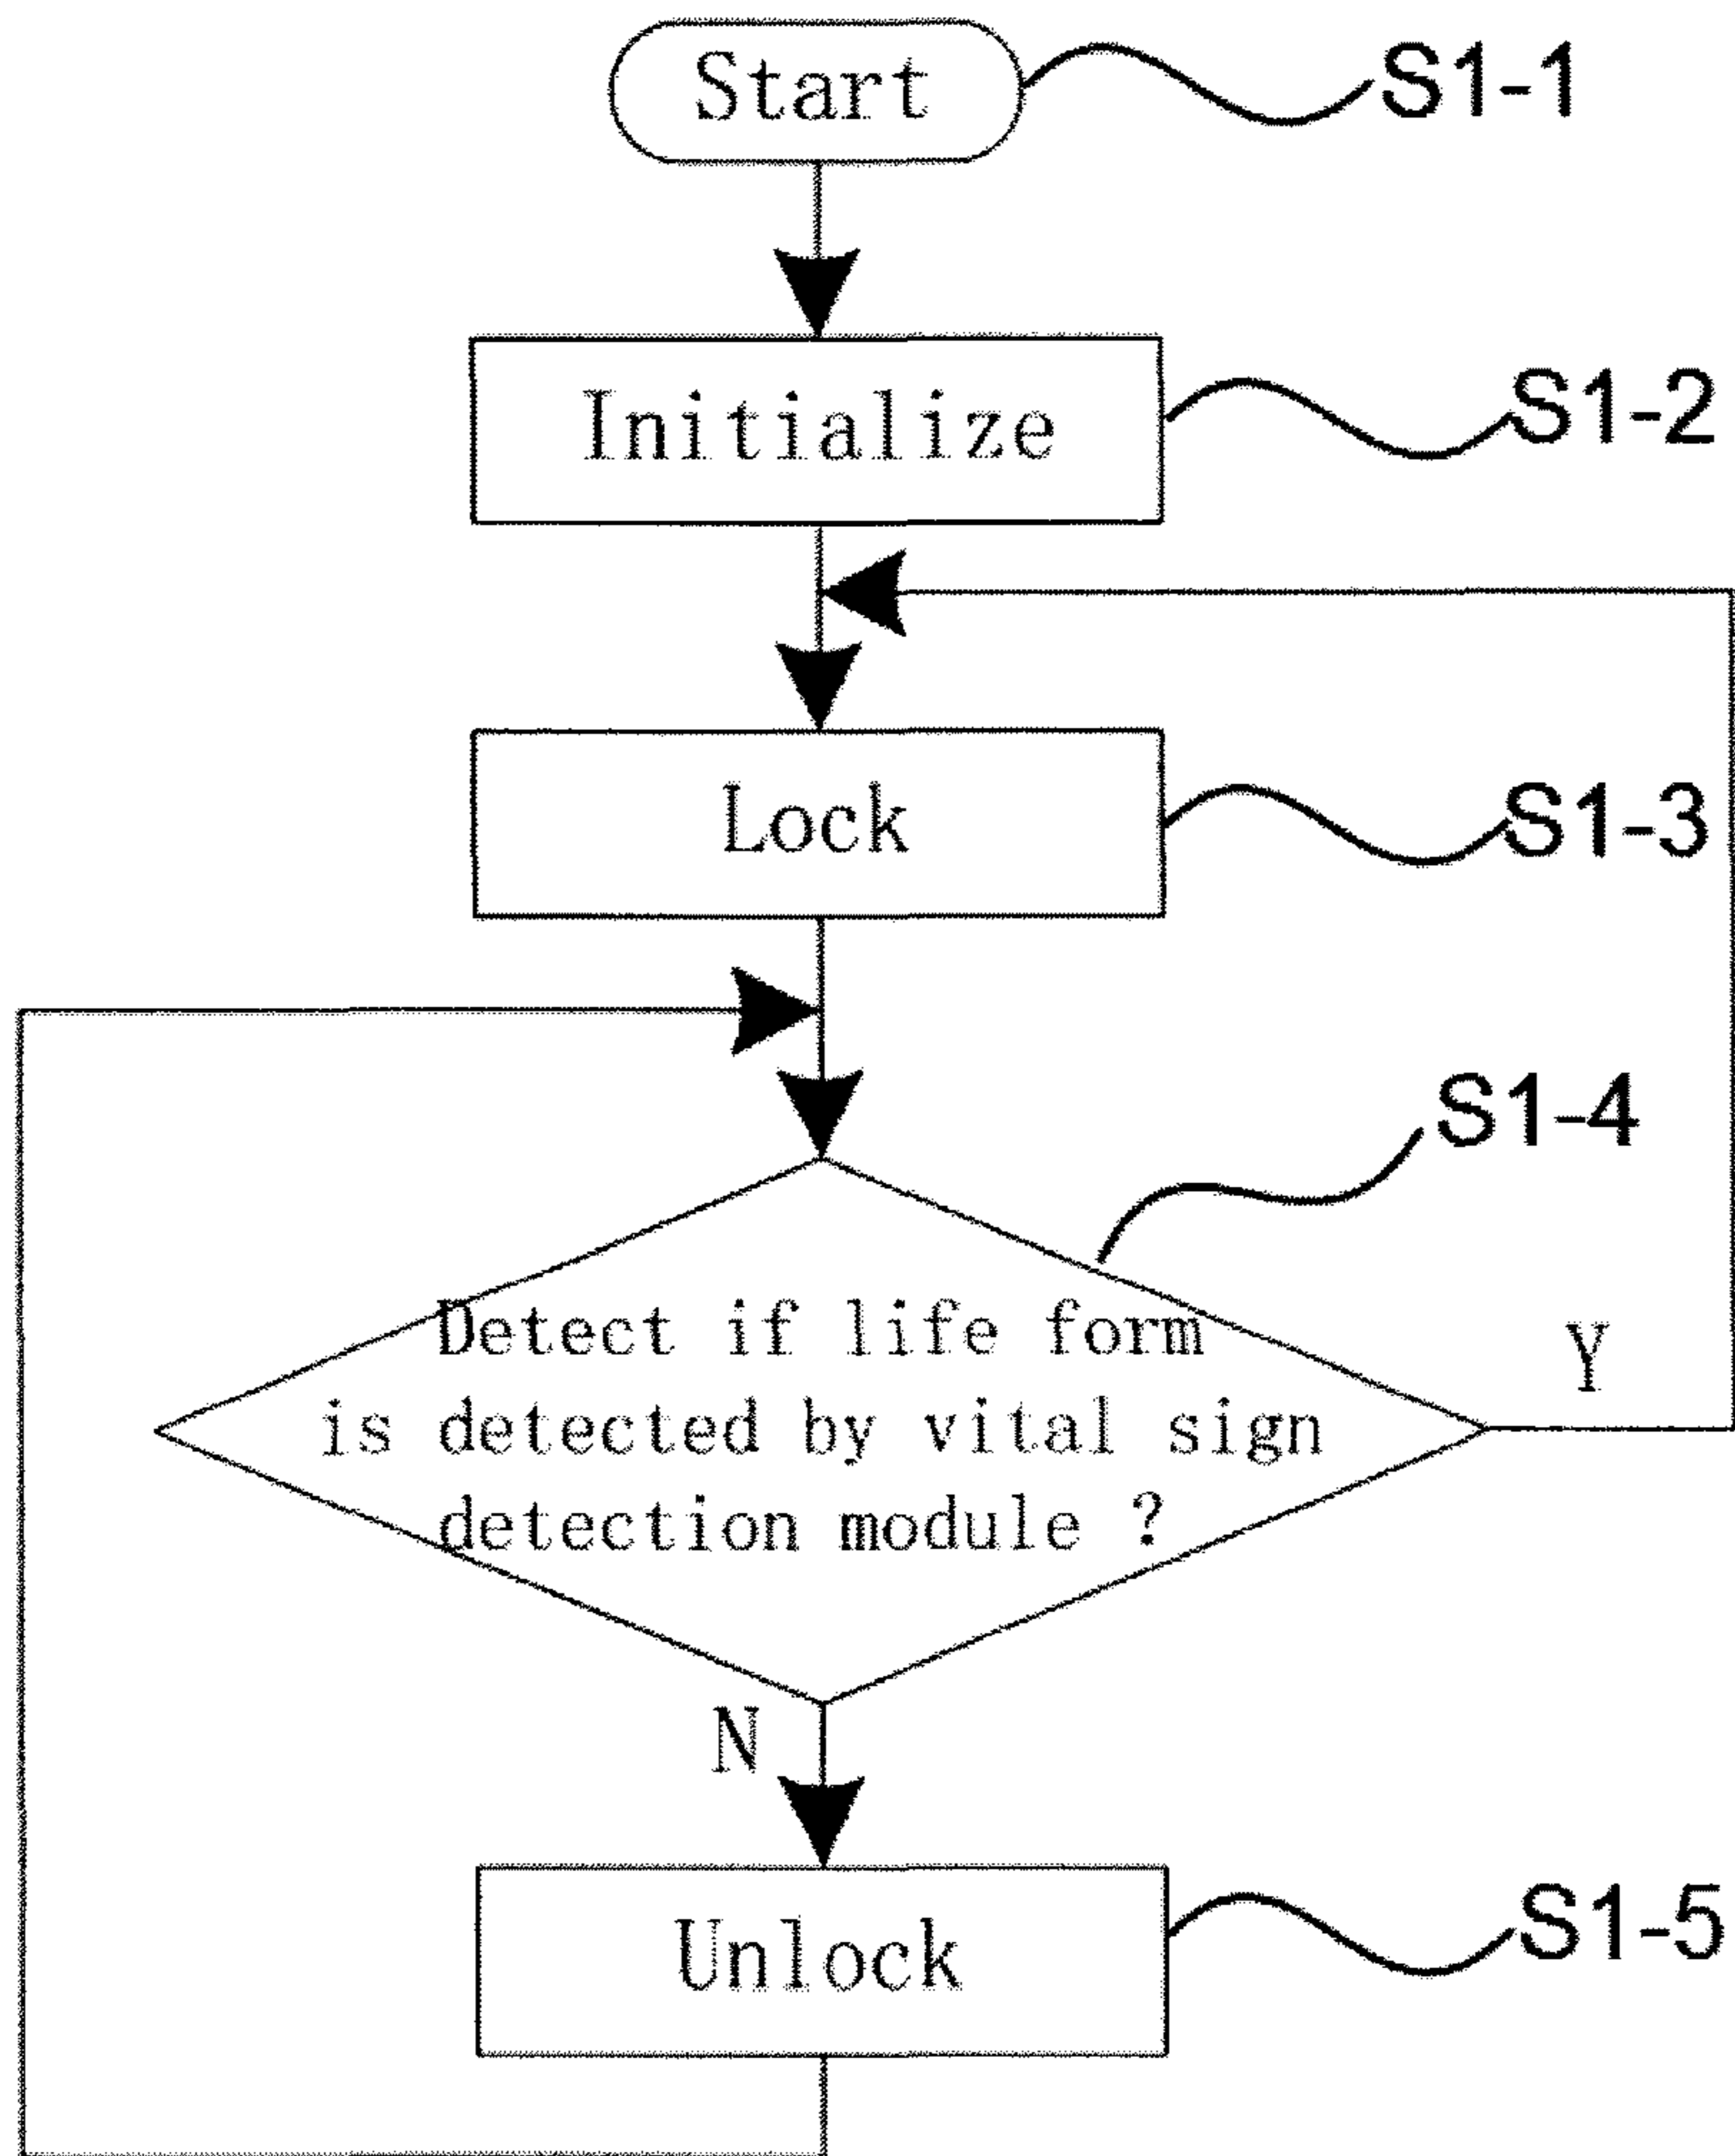 Start
S1-1
Initialize
S1-2
Lock
S1-3
S1-4
Detect if life form
is detected by vital sign
detection module ?
Y
N
Unlock
S1-5